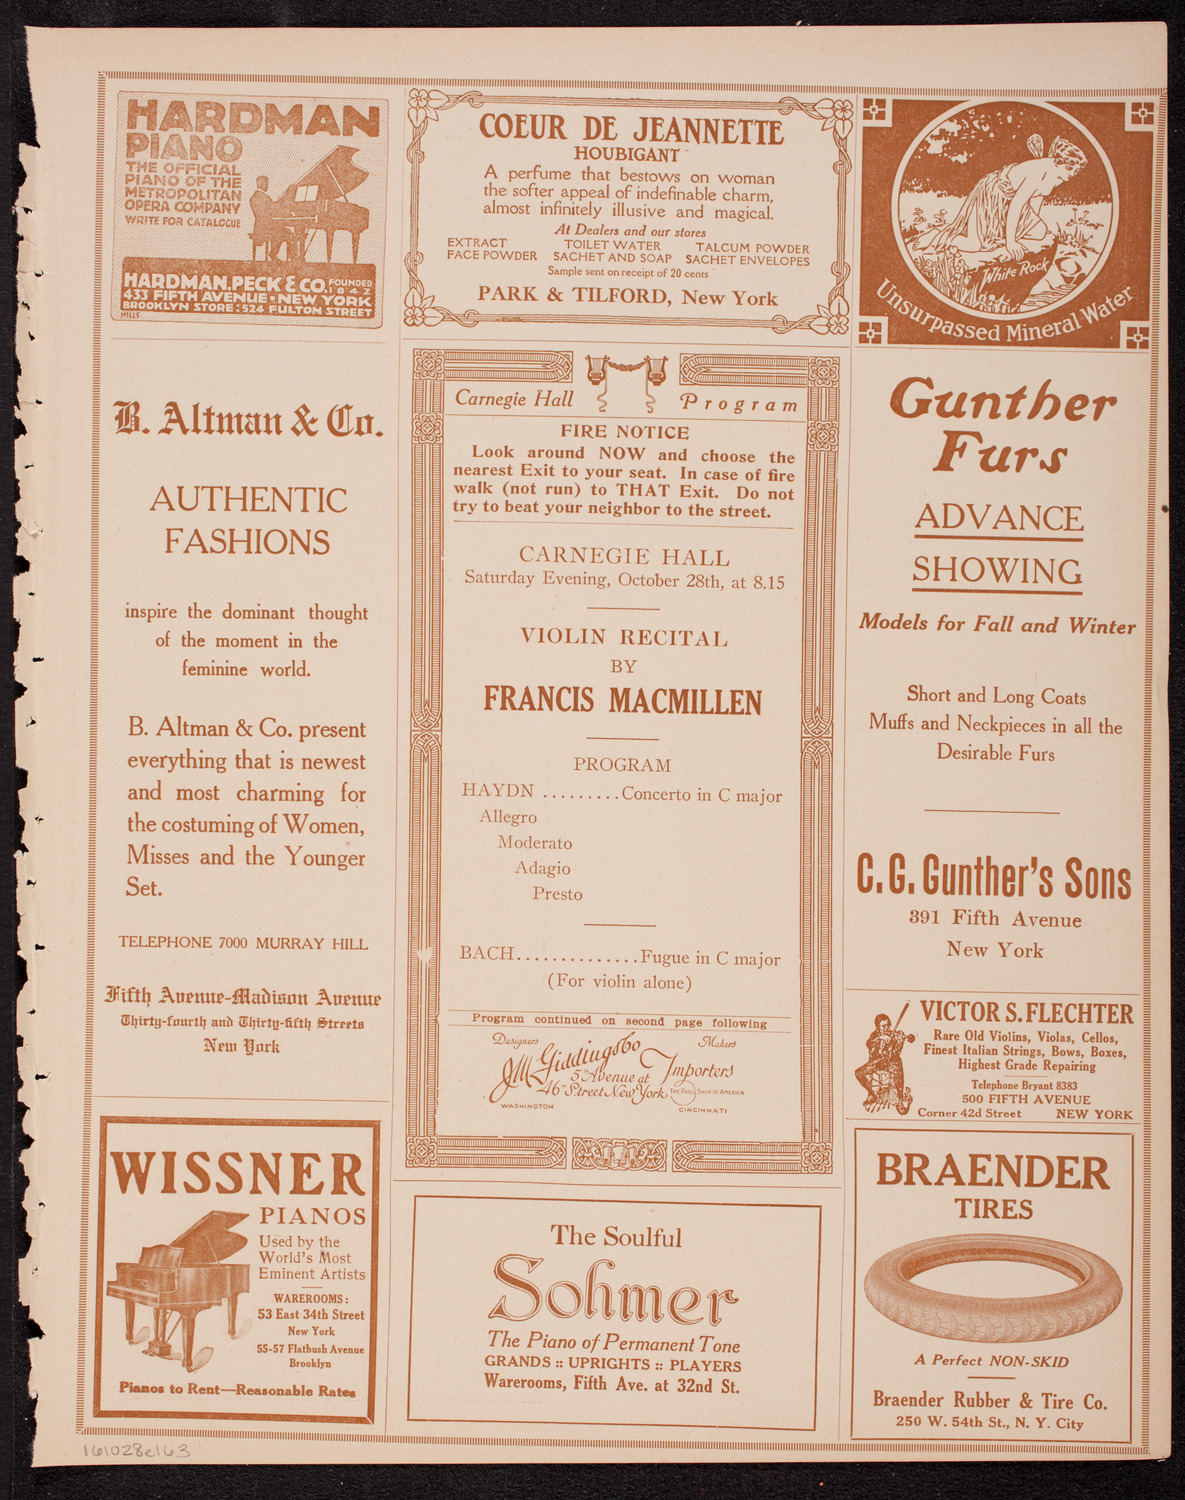 HARDMAN
PIANO
THE OFFICIAL
PIANO OF THE
METROPOLITAN
OPERA COMPANY
WRITE FOR CATALOGUE
HARDMAN, PECK & CO. FOUNDED 1842
433 FIFTH AVENUE • NEW YORK
BROOKLYN STORE: 524 FULTON STREET
HILLS
COEUR DE JEANNETTE
HOUBIGANT
A perfume that bestows on woman
the softer appeal of indefinable charm,
almost infinitely illusive and magical.
At Dealers and our stores
EXTRACT TOILET WATER TALCUM POWDER
FACE POWDER SACHET AND SOAP SACHET ENVELOPES
Sample sent on receipt of 20 cents
PARK & TILFORD, New York
White Rock
Unsurpassed Mineral Water
B. Altman & Co.
AUTHENTIC
FASHIONS
inspire the dominant thought
of the moment in the
feminine world.
B. Altman & Co. present
everything that is newest
and most charming for
the costuming of Women,
Misses and the Younger
Set.
TELEPHONE 7000 MURRAY HILL
Fifth Avenue-Madison Avenue
Thirty-fourth and Thirty-fifth Streets
New York
WISSNER
PIANOS
Used by the
World's Most
Eminent Artists
WAREROOMS:
53 East 34th Street
New York
55-57 Flatbush Avenue
Brooklyn
Pianos to Rent—Reasonable Rates
Carnegie Hall Program
FIRE NOTICE
Look around NOW and choose the
nearest Exit to your seat. In case of fire
walk (not run) to THAT Exit. Do not
try to beat your neighbor to the street.
CARNEGIE HALL
Saturday Evening, October 28th, at 8.15
VIOLIN RECITAL
BY
FRANCIS MACMILLEN
PROGRAM
HAYDN .........Concerto in C major
Allegro
Moderato
Adagio
Presto
BACH..............Fugue in C major
(For violin alone)
Program continued on second page following
Designers Makers
JM Giddings & Co Importers
5th Avenue at
46th Street New York THE PARIS SHOP OF AMERICA
WASHINGTON CINCINNATI
The Soulful
Sohmer
The Piano of Permanent Tone
GRANDS :: UPRIGHTS :: PLAYERS
Warerooms, Fifth Ave. at 32nd St.
Gunther
Furs
ADVANCE
SHOWING
Models for Fall and Winter
Short and Long Coats
Muffs and Neckpieces in all the
Desirable Furs
C.G. Gunther's Sons
391 Fifth Avenue
New York
VICTOR S. FLECHTER
Rare Old Violins, Violas, Cellos,
Finest Italian Strings, Bows, Boxes,
Highest Grade Repairing
Telephone Bryant 8383
500 FIFTH AVENUE
Corner 42d Street NEW YORK
BRAENDER
TIRES
A Perfect NON-SKID
Braender Rubber & Tire Co.
250 W. 54th St., N. Y. City
161028e163